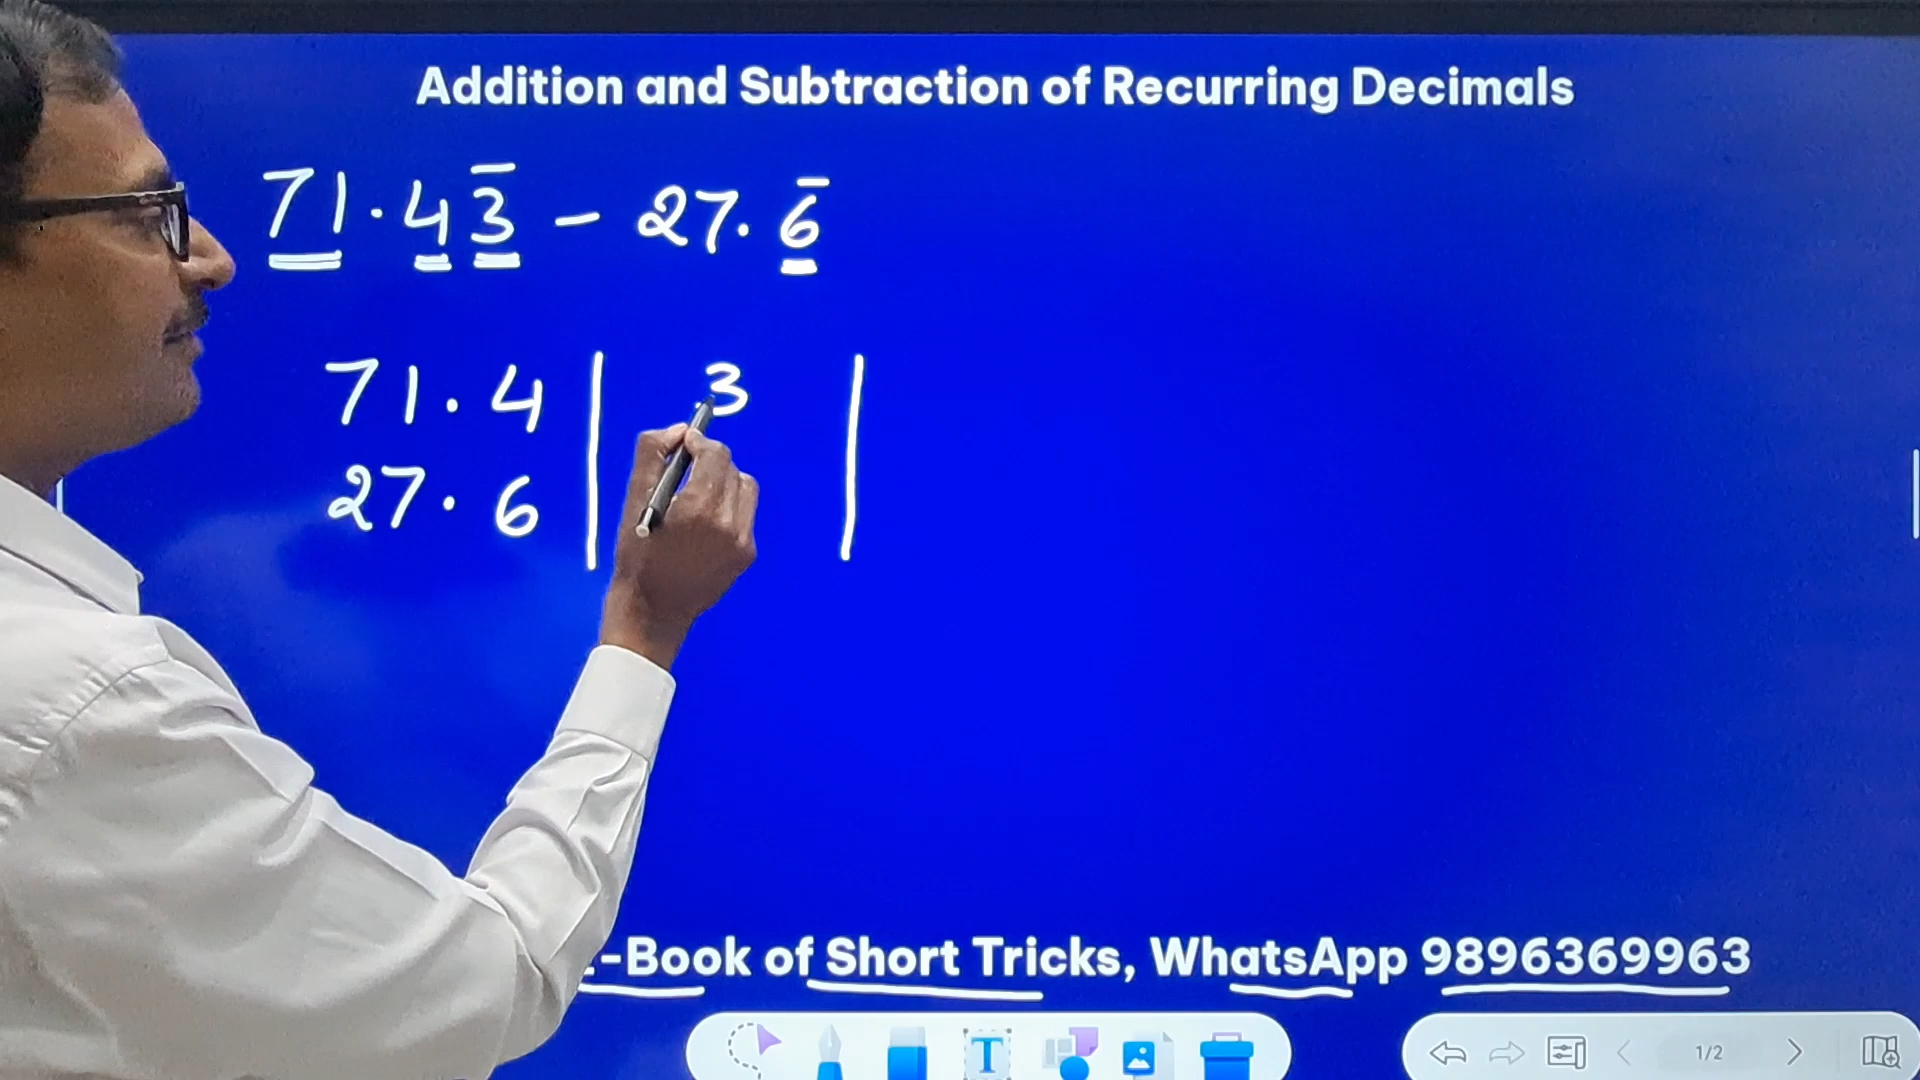 Addition and Subtraction of Recurring Decimals
71.43̅ - 27.6̅
71.4 | 3 |
27.6
-Book of Short Tricks, WhatsApp 9896369963
T
1/2